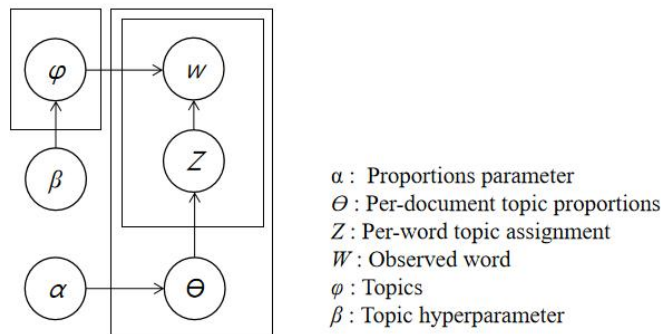 φ
w
Z
β
α
Θ
α : Proportions parameter
Θ : Per-document topic proportions
Z : Per-word topic assignment
W : Observed word
φ : Topics
β : Topic hyperparameter